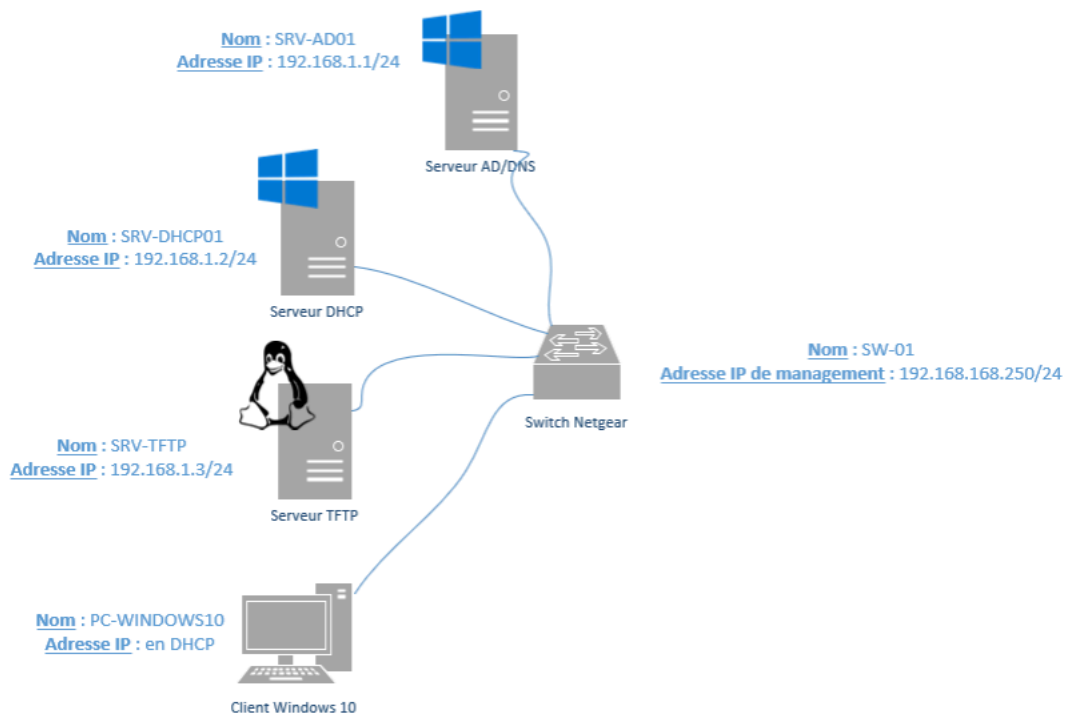 Nom : SRV-AD01
Adresse IP : 192.168.1.1/24
Serveur AD/DNS
Nom : SRV-DHCP01
Adresse IP : 192.168.1.2/24
Serveur DHCP
Nom : SW-01
Adresse IP de management : 192.168.168.250/24
Switch Netgear
Nom : SRV-TFTP
Adresse IP : 192.168.1.3/24
Serveur TFTP
Nom : PC-WINDOWS10
Adresse IP : en DHCP
Client Windows 10